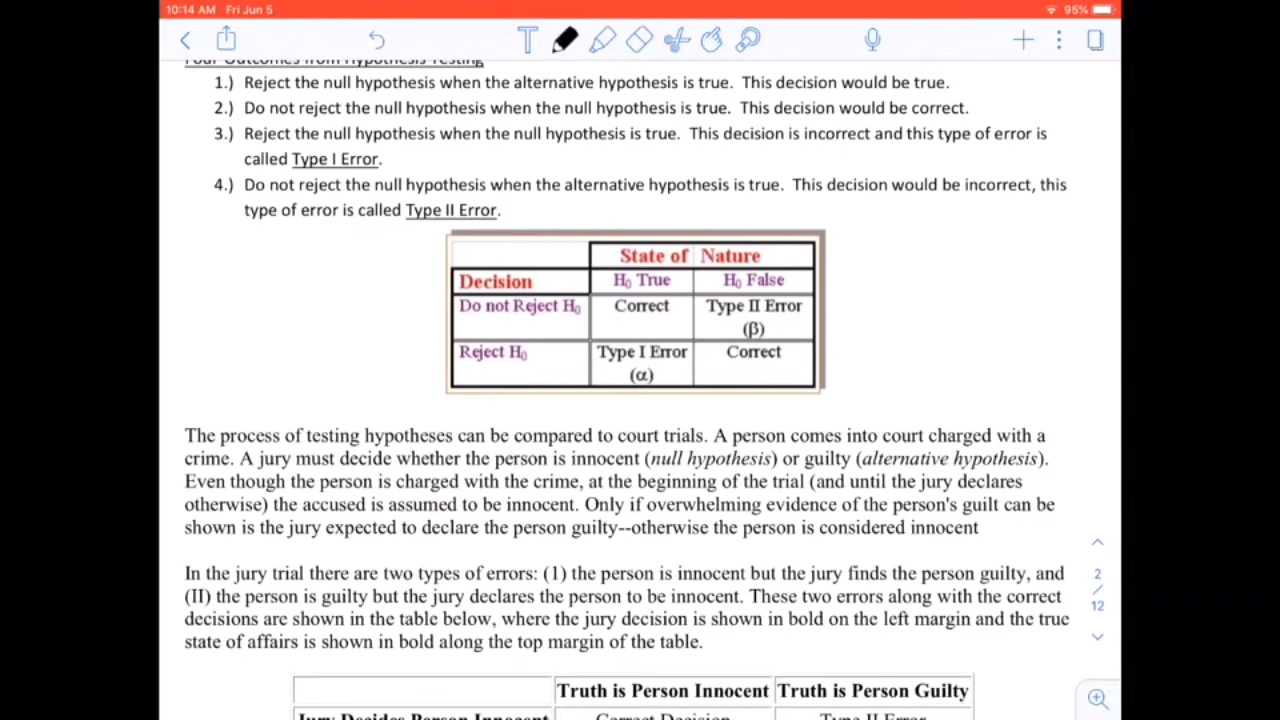 10:14 AM Fri Jun 5 95%
Four Outcomes from Hypothesis Testing
1.) Reject the null hypothesis when the alternative hypothesis is true. This decision would be true.
2.) Do not reject the null hypothesis when the null hypothesis is true. This decision would be correct.
3.) Reject the null hypothesis when the null hypothesis is true. This decision is incorrect and this type of error is
called Type I Error.
4.) Do not reject the null hypothesis when the alternative hypothesis is true. This decision would be incorrect, this
type of error is called Type II Error.
State of Nature
Decision H₀ True H₀ False
Do not Reject H₀ Correct Type II Error
(β)
Reject H₀ Type I Error Correct
(α)
The process of testing hypotheses can be compared to court trials. A person comes into court charged with a
crime. A jury must decide whether the person is innocent (null hypothesis) or guilty (alternative hypothesis).
Even though the person is charged with the crime, at the beginning of the trial (and until the jury declares
otherwise) the accused is assumed to be innocent. Only if overwhelming evidence of the person's guilt can be
shown is the jury expected to declare the person guilty--otherwise the person is considered innocent
In the jury trial there are two types of errors: (1) the person is innocent but the jury finds the person guilty, and
(II) the person is guilty but the jury declares the person to be innocent. These two errors along with the correct
decisions are shown in the table below, where the jury decision is shown in bold on the left margin and the true
state of affairs is shown in bold along the top margin of the table.
2
/
12
Truth is Person Innocent Truth is Person Guilty
Jury Decides Person Innocent Correct Decision Type II Error